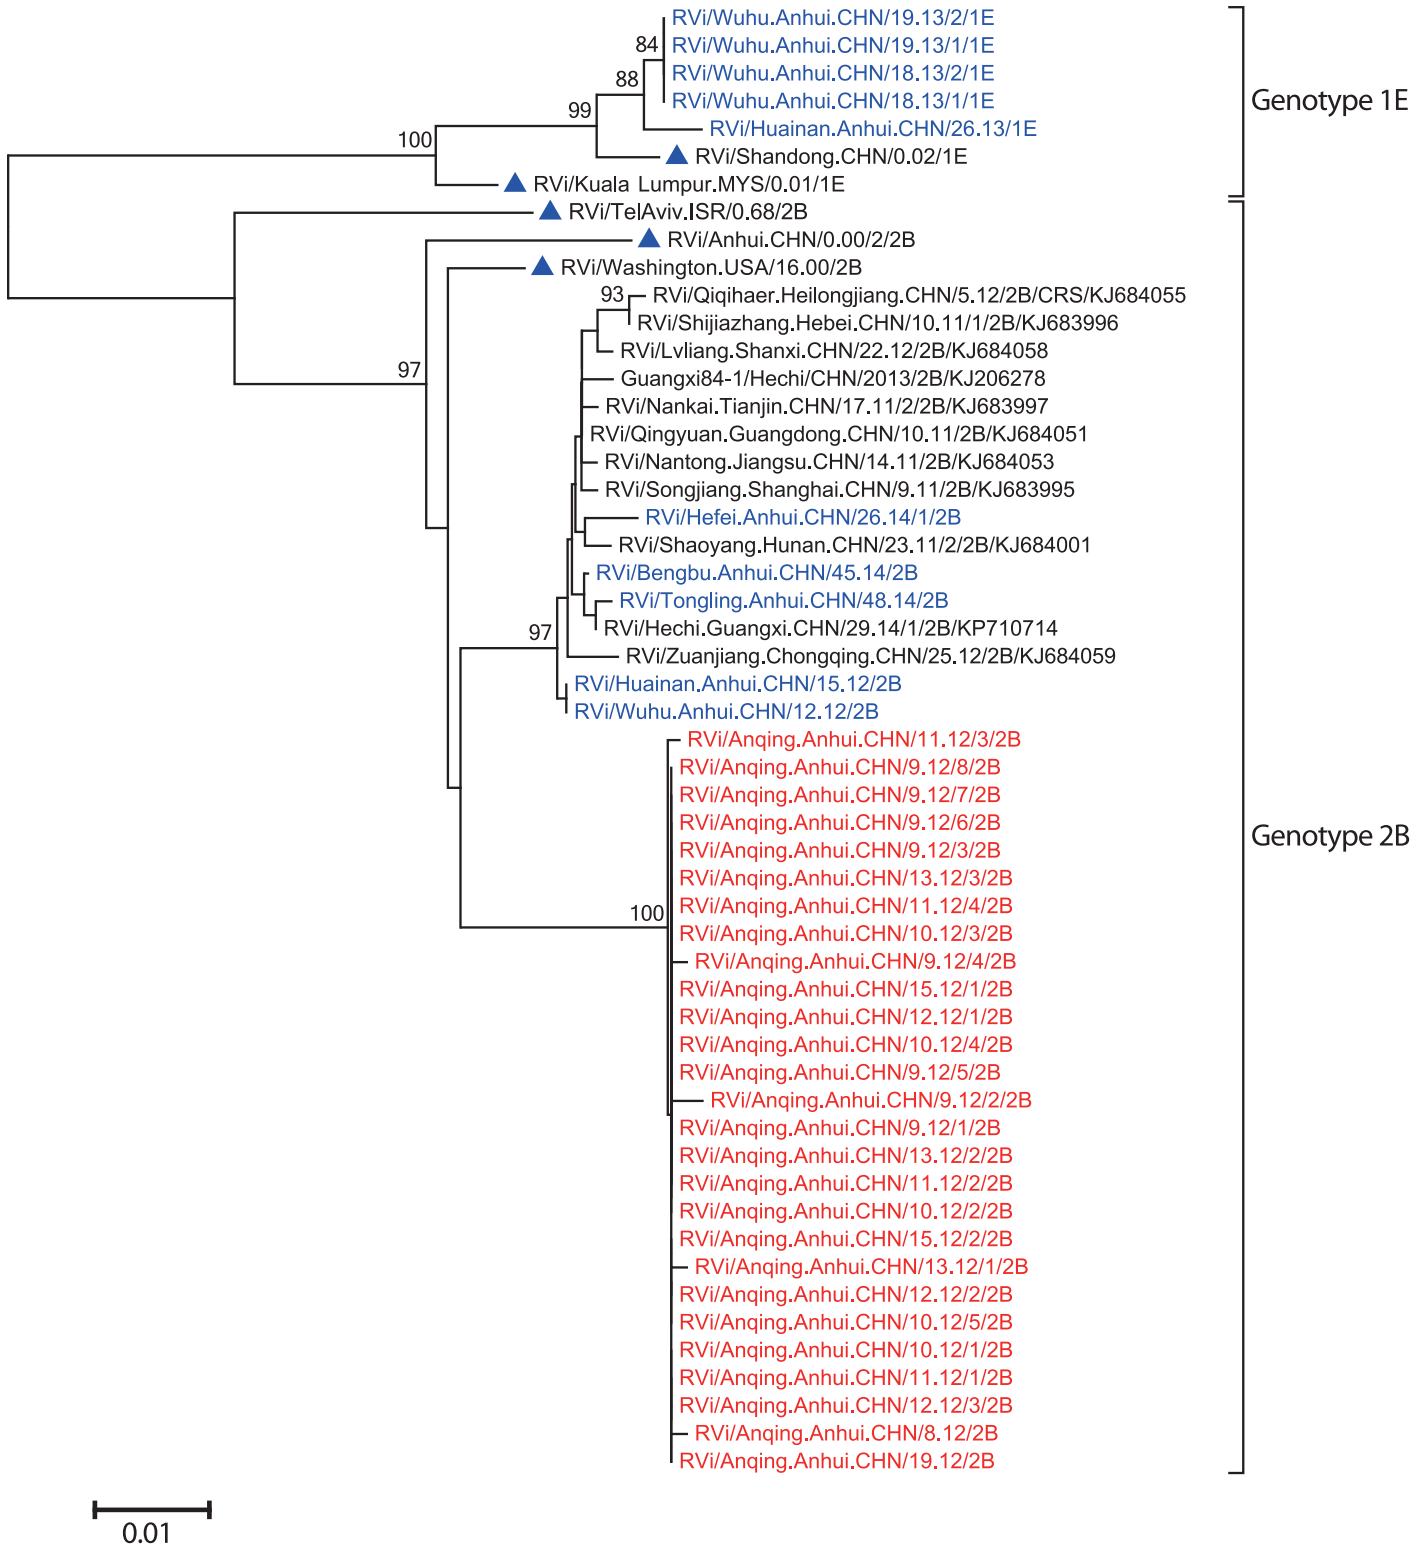 RVi/Wuhu.Anhui.CHN/19.13/2/1E
84
RVi/Wuhu.Anhui.CHN/19.13/1/1E
RVi/Wuhu.Anhui.CHN/18.13/2/1E
88
RVi/Wuhu.Anhui.CHN/18.13/1/1E
Genotype 1E
99
RVi/Huainan.Anhui.CHN/26.13/1E
100
RVi/Shandong.CHN/0.02/1E
RVi/Kuala Lumpur.MYS/0.01/1E
RVi/TelAviv.ISR/0.68/2B
RVi/Anhui.CHN/0.00/2/2B
RVi/Washington.USA/16.00/2B
93
RVi/Qiqihaer.Heilongjiang.CHN/5.12/2B/CRS/KJ684055
RVi/Shijiazhang.Hebei.CHN/10.11/1/2B/KJ683996
RVi/Lvliang.Shanxi.CHN/22.12/2B/KJ684058
97
Guangxi84-1/Hechi/CHN/2013/2B/KJ206278
RVi/Nankai.Tianjin.CHN/17.11/2/2B/KJ683997
RVi/Qingyuan.Guangdong.CHN/10.11/2B/KJ684051
RVi/Nantong.Jiangsu.CHN/14.11/2B/KJ684053
RVi/Songjiang.Shanghai.CHN/9.11/2B/KJ683995
RVi/Hefei.Anhui.CHN/26.14/1/2B
RVi/Shaoyang.Hunan.CHN/23.11/2/2B/KJ684001
RVi/Bengbu.Anhui.CHN/45.14/2B
RVi/Tongling.Anhui.CHN/48.14/2B
97
RVi/Hechi.Guangxi.CHN/29.14/1/2B/KP710714
RVi/Zuanjiang.Chongqing.CHN/25.12/2B/KJ684059
RVi/Huainan.Anhui.CHN/15.12/2B
RVi/Wuhu.Anhui.CHN/12.12/2B
RVi/Anqing.Anhui.CHN/11.12/3/2B
RVi/Anqing.Anhui.CHN/9.12/8/2B
RVi/Anqing.Anhui.CHN/9.12/7/2B
RVi/Anqing.Anhui.CHN/9.12/6/2B
Genotype 2B
RVi/Anqing.Anhui.CHN/9.12/3/2B
RVi/Anqing.Anhui.CHN/13.12/3/2B
RVi/Anqing.Anhui.CHN/11.12/4/2B
100
RVi/Anqing.Anhui.CHN/10.12/3/2B
RVi/Anqing.Anhui.CHN/9.12/4/2B
RVi/Anqing.Anhui.CHN/15.12/1/2B
RVi/Anqing.Anhui.CHN/12.12/1/2B
RVi/Anqing.Anhui.CHN/10.12/4/2B
RVi/Anqing.Anhui.CHN/9.12/5/2B
RVi/Anqing.Anhui.CHN/9.12/2/2B
RVi/Anqing.Anhui.CHN/9.12/1/2B
RVi/Anqing.Anhui.CHN/13.12/2/2B
RVi/Anqing.Anhui.CHN/11.12/2/2B
RVi/Anqing.Anhui.CHN/10.12/2/2B
RVi/Anqing.Anhui.CHN/15.12/2/2B
RVi/Anqing.Anhui.CHN/13.12/1/2B
RVi/Anqing.Anhui.CHN/12.12/2/2B
RVi/Anqing.Anhui.CHN/10.12/5/2B
RVi/Anqing.Anhui.CHN/10.12/1/2B
RVi/Anqing.Anhui.CHN/11.12/1/2B
RVi/Anqing.Anhui.CHN/12.12/3/2B
RVi/Anqing.Anhui.CHN/8.12/2B
RVi/Anqing.Anhui.CHN/19.12/2B
0.01